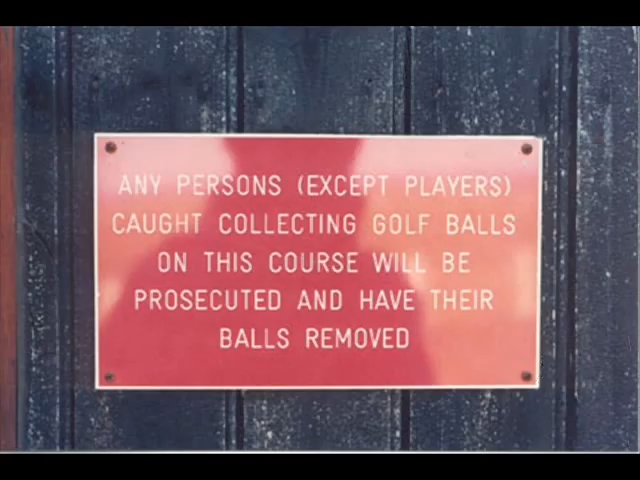 ANY PERSONS (EXCEPT PLAYERS)
CAUGHT COLLECTING GOLF BALLS
ON THIS COURSE WILL BE
PROSECUTED AND HAVE THEIR
BALLS REMOVED